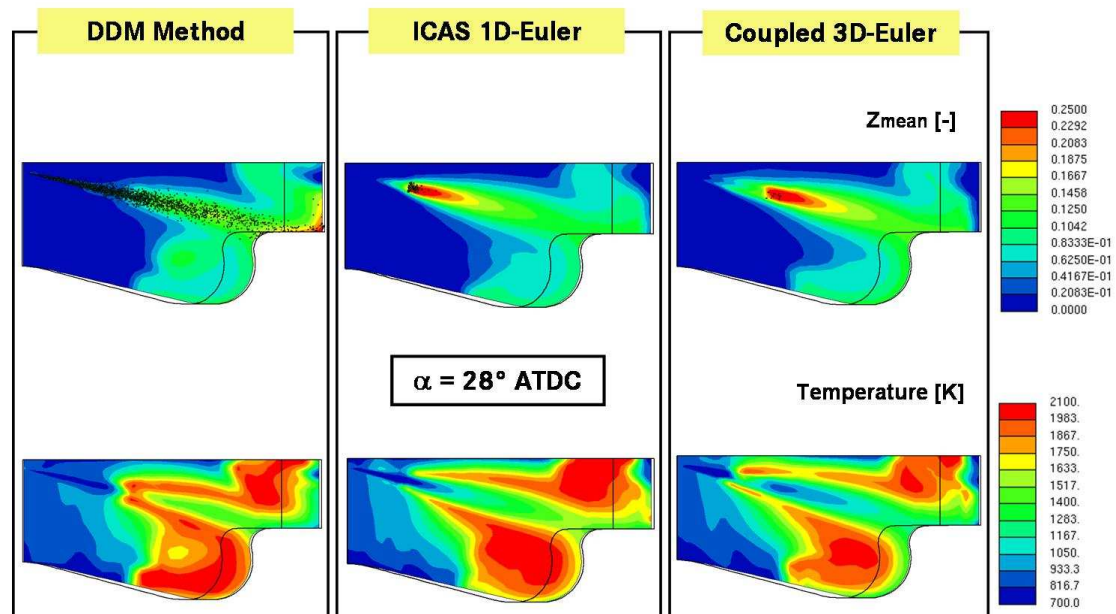 DDM Method
ICAS 1D-Euler
Coupled 3D-Euler
Zmean [-]
0.2500
0.2292
0.2083
0.1875
0.1667
0.1458
0.1250
0.1042
0.8333E-01
0.6250E-01
0.4167E-01
0.2083E-01
0.0000
α = 28° ATDC
Temperature [K]
2100.
1983.
1867.
1750.
1633.
1517.
1400.
1283.
1167.
1050.
933.3
816.7
700.0